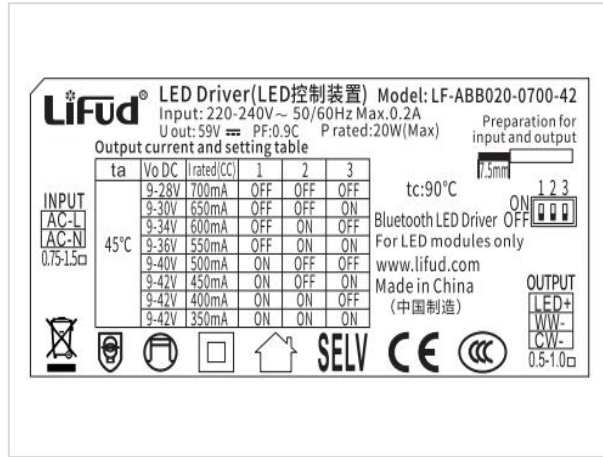 LiFud® LED Driver(LED控制装置) Model: LF-ABB020-0700-42
Input: 220-240V~ 50/60Hz Max.0.2A
U out: 59V ⎓ PF:0.9C P rated:20W(Max)
Preparation for
input and output
7.5mm
Output current and setting table
ta Vo DC I rated(CC) 1 2 3
45℃
9-28V 700mA OFF OFF OFF
9-30V 650mA OFF OFF ON
9-34V 600mA OFF ON OFF
9-36V 550mA OFF ON ON
9-40V 500mA ON OFF OFF
9-42V 450mA ON OFF ON
9-42V 400mA ON ON OFF
9-42V 350mA ON ON ON
INPUT
AC-L
AC-N
0.75-1.5□
tc:90℃
1 2 3
ON
OFF
Bluetooth LED Driver
For LED modules only
www.lifud.com
Made in China
(中国制造)
OUTPUT
LED+
WW-
CW-
0.5-1.0□
SELV CE CCC